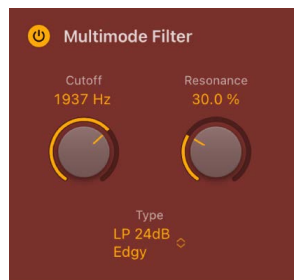 Multimode Filter
Cutoff
1937 Hz
Resonance
30.0 %
Type
LP 24dB
Edgy